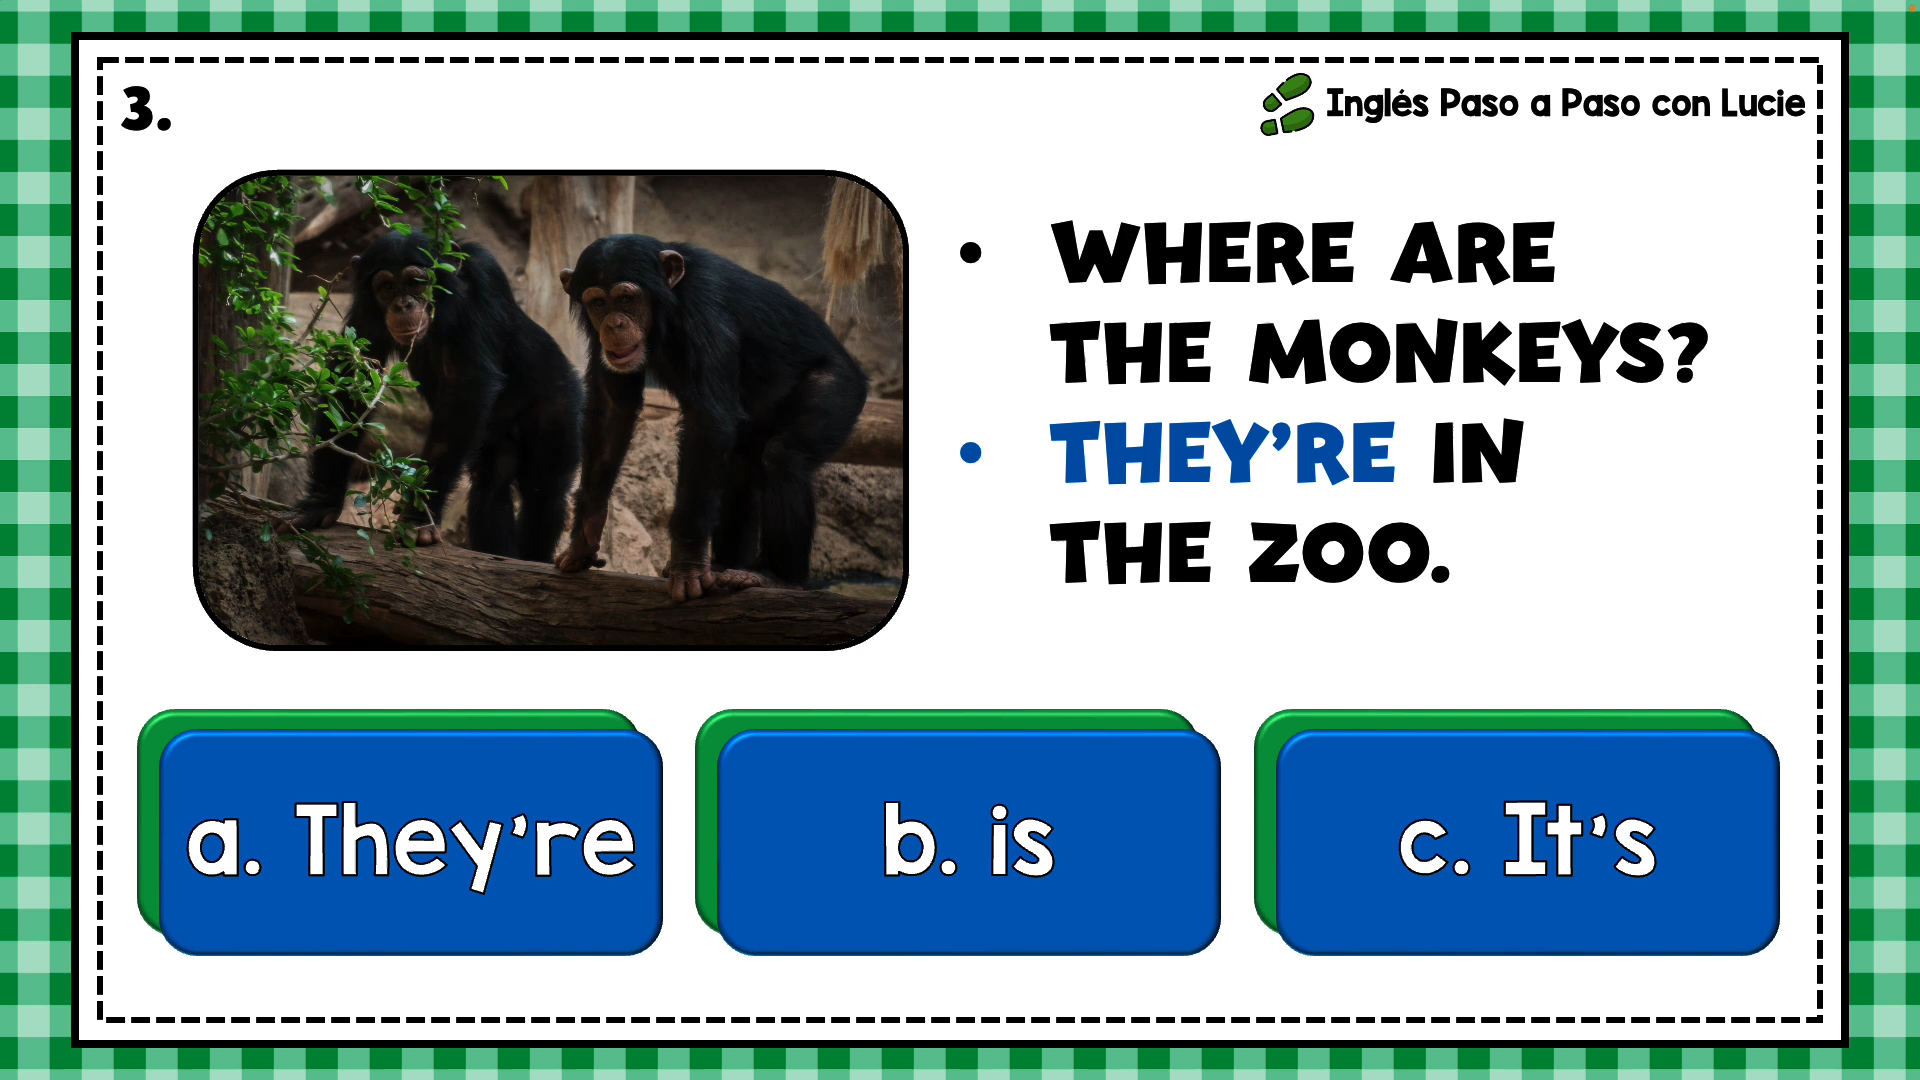 3.
Inglés Paso a Paso con Lucie
• WHERE ARE
THE MONKEYS?
• THEY'RE IN
THE ZOO.
a. They're
b. is
c. It's